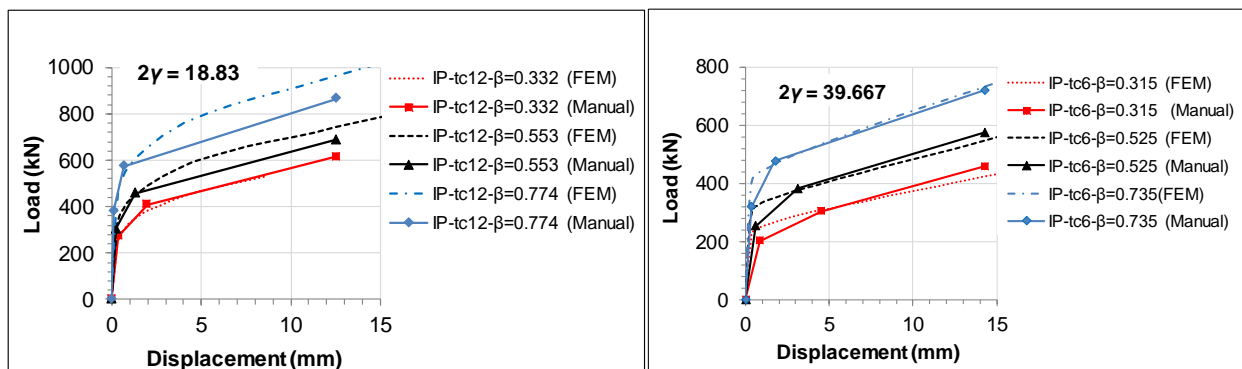 2γ = 18.83
1000
800
600
400
200
0
0 5 10 15
Load (kN)
Displacement (mm)
IP-tc12-β=0.332 (FEM)
IP-tc12-β=0.332 (Manual)
IP-tc12-β=0.553 (FEM)
IP-tc12-β=0.553 (Manual)
IP-tc12-β=0.774 (FEM)
IP-tc12-β=0.774 (Manual)
2γ = 39.667
800
600
400
200
0
0 5 10 15
Load (kN)
Displacement (mm)
IP-tc6-β=0.315 (FEM)
IP-tc6-β=0.315 (Manual)
IP-tc6-β=0.525 (FEM)
IP-tc6-β=0.525 (Manual)
IP-tc6-β=0.735(FEM)
IP-tc6-β=0.735 (Manual)